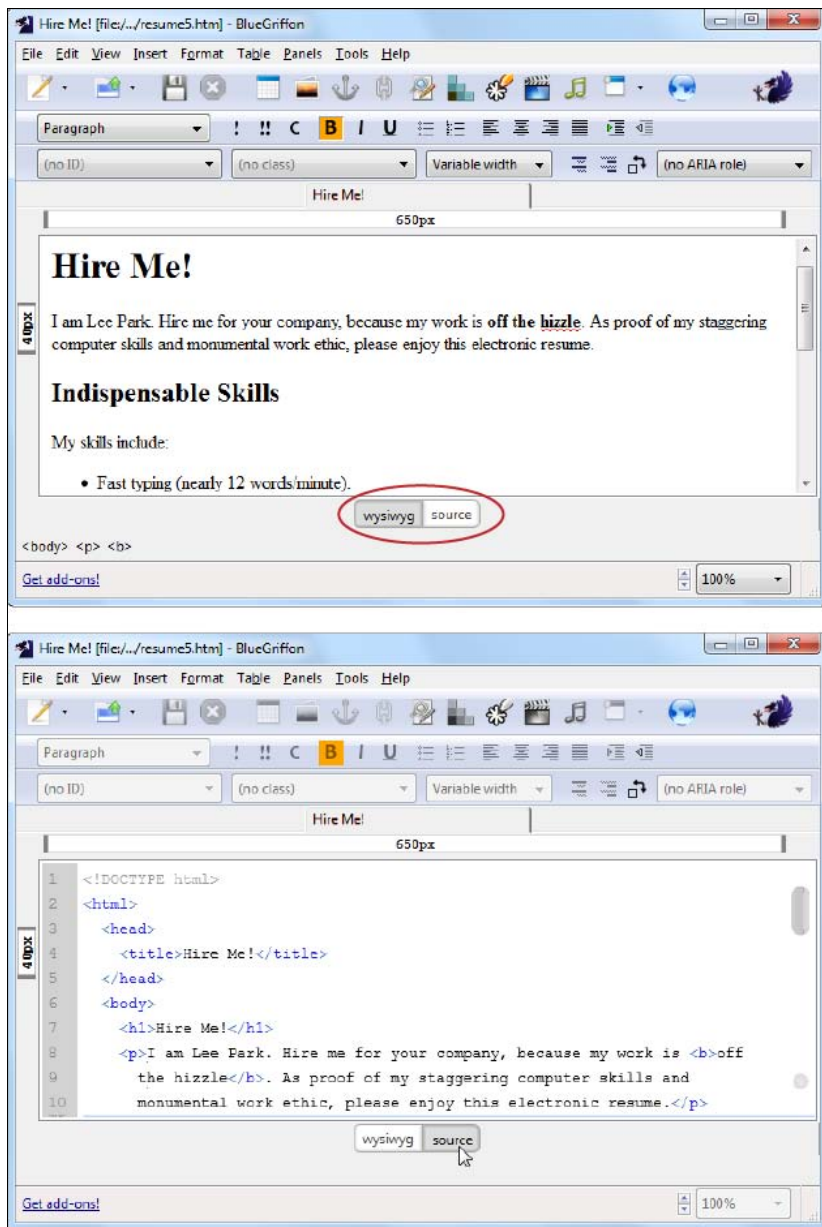 Hire Me! [file:/.../resume5.htm] - BlueGriffon
File Edit View Insert Format Table Panels Tools Help
Paragraph ! !! C B I U
(no ID) (no class) Variable width (no ARIA role)
Hire Me!
650px
40px
Hire Me!
I am Lee Park. Hire me for your company, because my work is off the hizzle. As proof of my staggering
computer skills and monumental work ethic, please enjoy this electronic resume.
Indispensable Skills
My skills include:
• Fast typing (nearly 12 words/minute).
wysiwyg source
<body> <p> <b>
Get add-ons! 100%
Hire Me! [file:/.../resume5.htm] - BlueGriffon
File Edit View Insert Format Table Panels Tools Help
Paragraph ! !! C B I U
(no ID) (no class) Variable width (no ARIA role)
Hire Me!
650px
40px
1 <!DOCTYPE html>
2 <html>
3 <head>
4 <title>Hire Me!</title>
5 </head>
6 <body>
7 <h1>Hire Me!</h1>
8 <p>I am Lee Park. Hire me for your company, because my work is <b>off
9 the hizzle</b>. As proof of my staggering computer skills and
10 monumental work ethic, please enjoy this electronic resume.</p>
wysiwyg source
Get add-ons! 100%